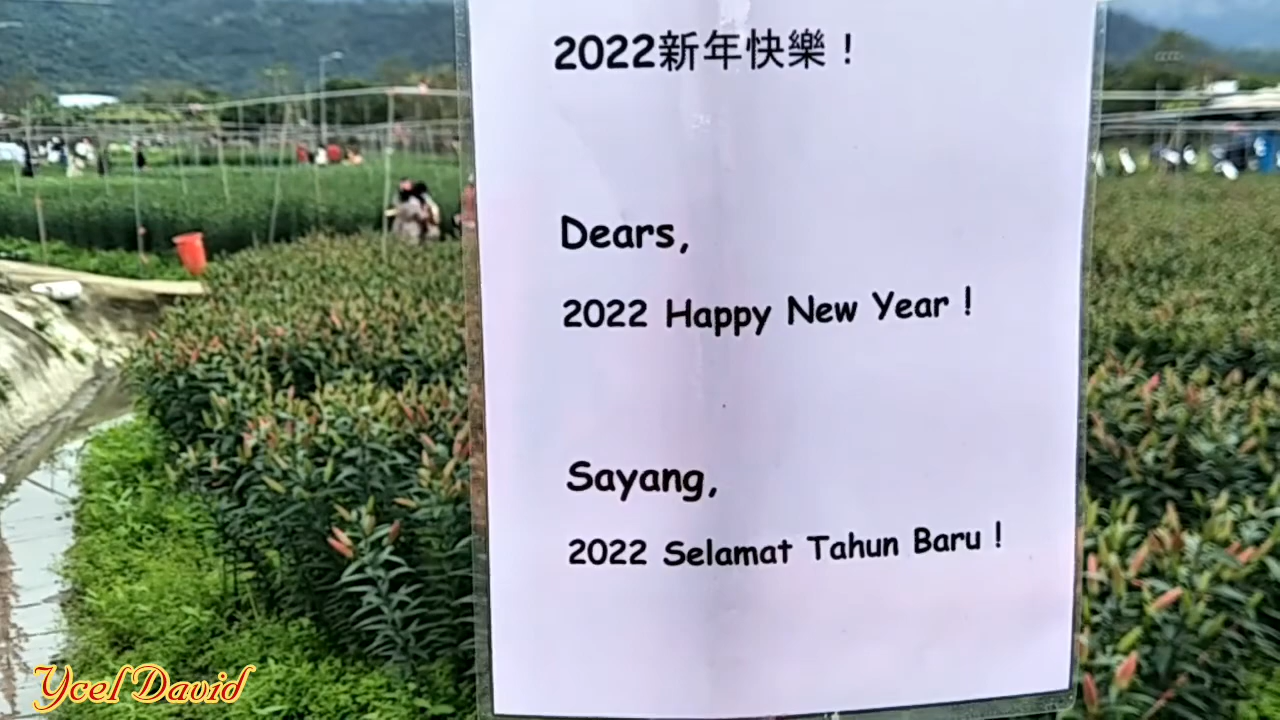 2022新年快樂！
Dears,
2022 Happy New Year !
Sayang,
2022 Selamat Tahun Baru !
Ycel David